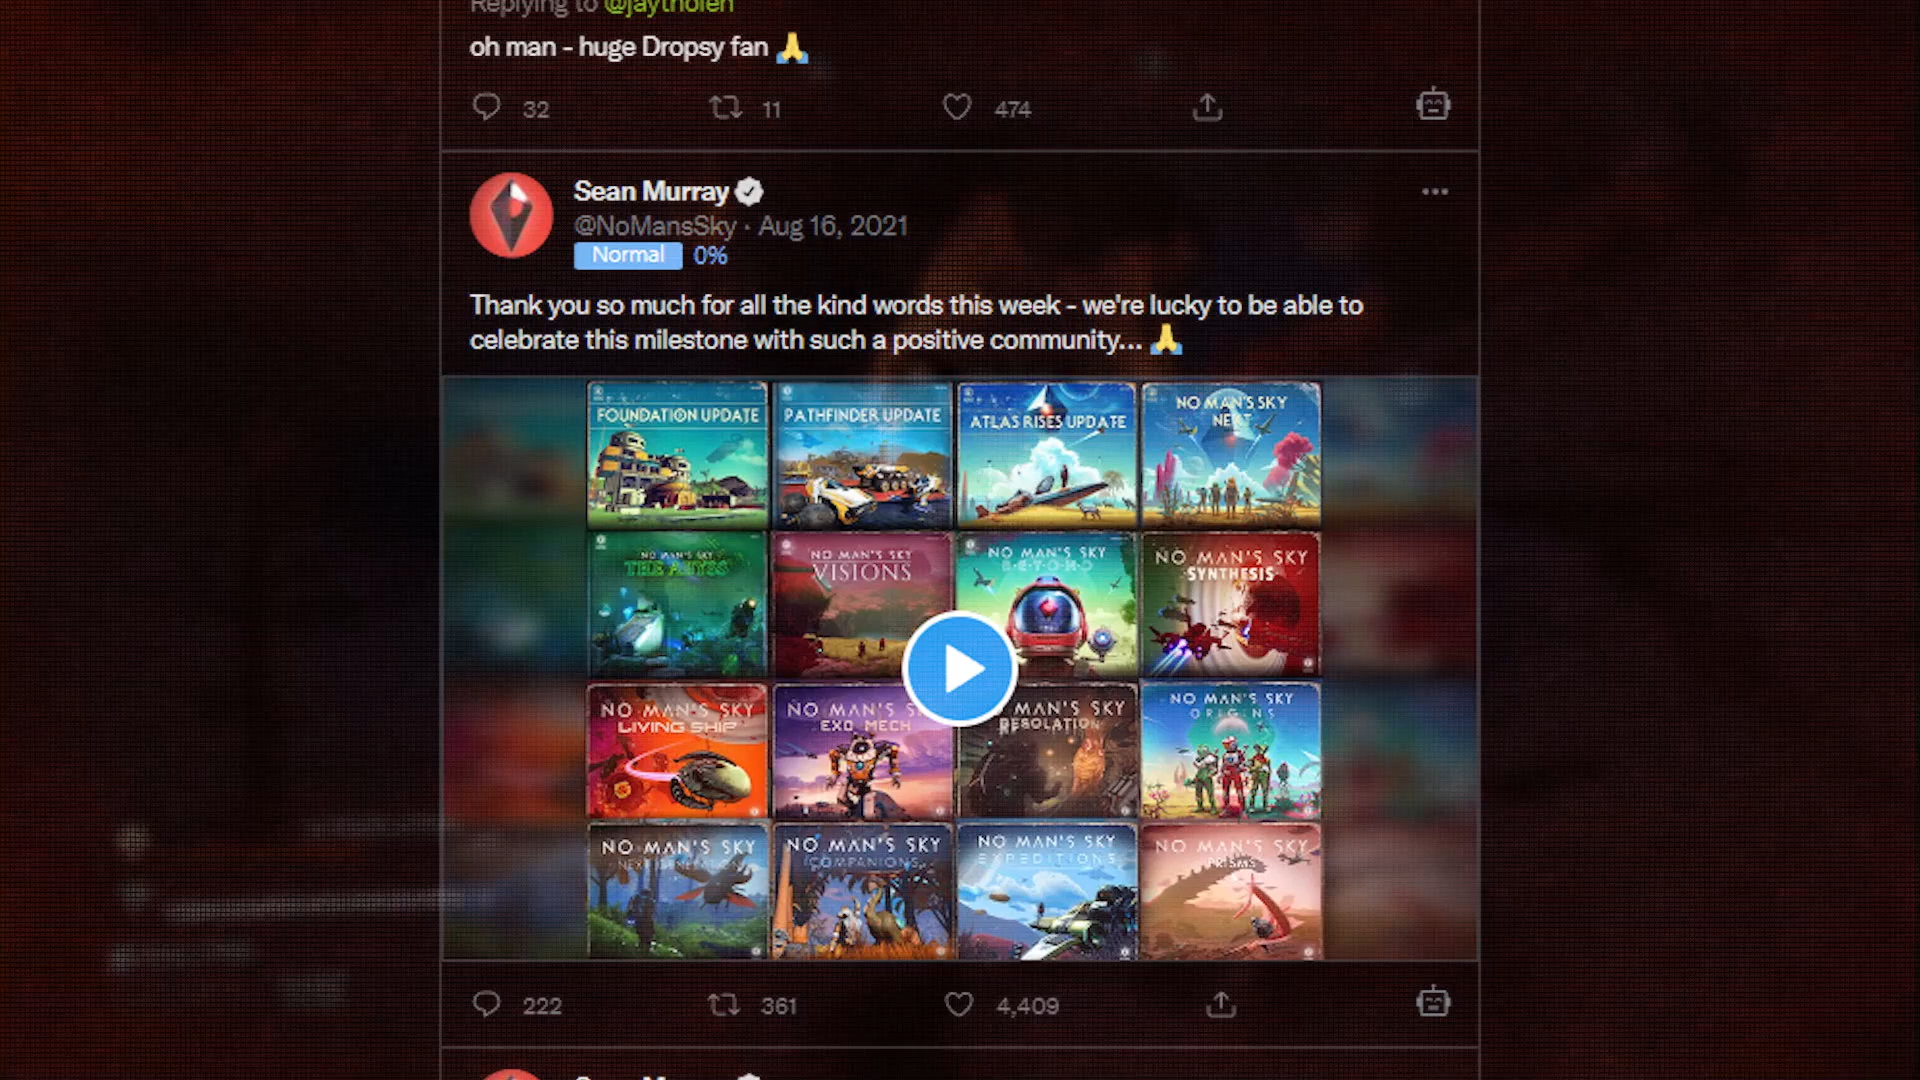 Replying to @jaytholen
oh man - huge Dropsy fan 🙏
32 11 474
Sean Murray
@NoMansSky · Aug 16, 2021
Normal 0%
Thank you so much for all the kind words this week - we're lucky to be able to
celebrate this milestone with such a positive community... 🙏
FOUNDATION UPDATE
PATHFINDER UPDATE
ATLAS RISES UPDATE
NO MAN'S SKY
NEXT
NO MAN'S SKY
THE ABYSS
NO MAN'S SKY
VISIONS
NO MAN'S SKY
BEYOND
NO MAN'S SKY
SYNTHESIS
NO MAN'S SKY
LIVING SHIP
NO MAN'S S
EXO MECH
MAN'S SKY
DESOLATION
NO MAN'S SKY
ORIGINS
NO MAN'S SKY
NEXT GENERATION
NO MAN'S SKY
COMPANIONS
NO MAN'S SKY
EXPEDITIONS
NO MAN'S SKY
PRISMS
222 361 4,409